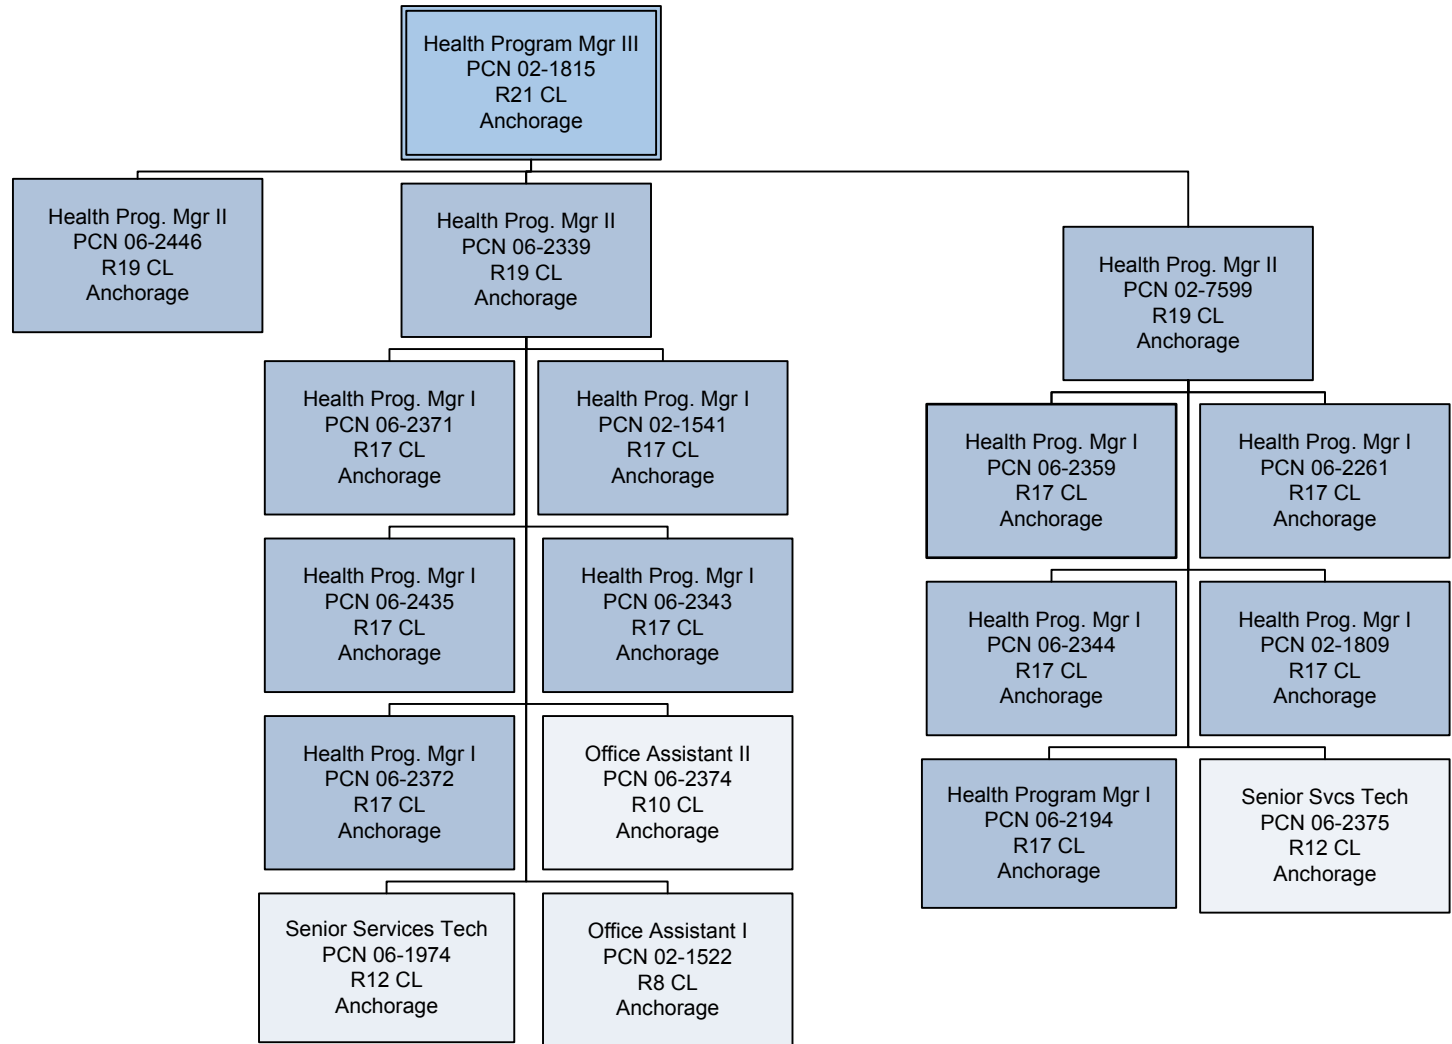 Health Program Mgr III
PCN 02-1815
R21 CL
Anchorage
Health Prog. Mgr II
PCN 06-2446
R19 CL
Anchorage
Health Prog. Mgr II
PCN 06-2339
R19 CL
Anchorage
Health Prog. Mgr II
PCN 02-7599
R19 CL
Anchorage
Health Prog. Mgr I
PCN 06-2371
R17 CL
Anchorage
Health Prog. Mgr I
PCN 02-1541
R17 CL
Anchorage
Health Prog. Mgr I
PCN 06-2435
R17 CL
Anchorage
Health Prog. Mgr I
PCN 06-2343
R17 CL
Anchorage
Health Prog. Mgr I
PCN 06-2372
R17 CL
Anchorage
Office Assistant II
PCN 06-2374
R10 CL
Anchorage
Senior Services Tech
PCN 06-1974
R12 CL
Anchorage
Office Assistant I
PCN 02-1522
R8 CL
Anchorage
Health Prog. Mgr I
PCN 06-2359
R17 CL
Anchorage
Health Prog. Mgr I
PCN 06-2261
R17 CL
Anchorage
Health Prog. Mgr I
PCN 06-2344
R17 CL
Anchorage
Health Prog. Mgr I
PCN 02-1809
R17 CL
Anchorage
Health Program Mgr I
PCN 06-2194
R17 CL
Anchorage
Senior Svcs Tech
PCN 06-2375
R12 CL
Anchorage